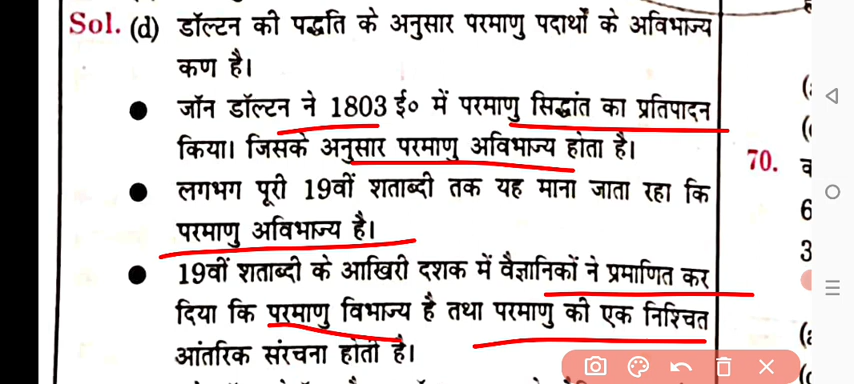 Sol. (d) डॉल्टन की पद्धति के अनुसार परमाणु पदार्थों के अविभाज्य
कण है।
● जॉन डॉल्टन ने 1803 ई० में परमाणु सिद्धांत का प्रतिपादन
किया। जिसके अनुसार परमाणु अविभाज्य होता है।
● लगभग पूरी 19वीं शताब्दी तक यह माना जाता रहा कि
परमाणु अविभाज्य है।
● 19वीं शताब्दी के आखिरी दशक में वैज्ञानिकों ने प्रमाणित कर
दिया कि परमाणु विभाज्य है तथा परमाणु की एक निश्चित
आंतरिक संरचना होती है।
70.
6
3
(a